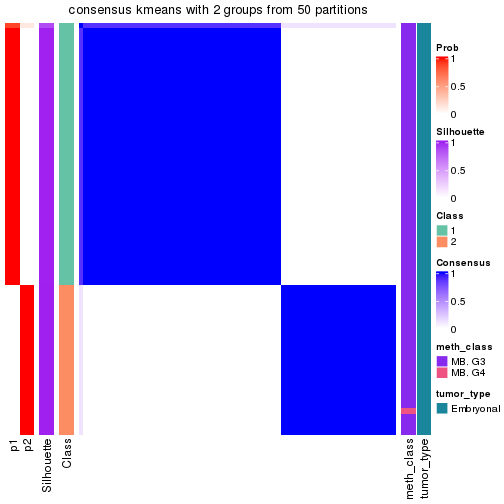 consensus kmeans with 2 groups from 50 partitions
Prob
1
0.5
0
Silhouette
1
0.5
0
Class
1
2
Consensus
1
0.5
0
meth_class
MB. G3
MB. G4
tumor_type
Embryonal
p1
p2
Silhouette
Class
meth_class
tumor_type